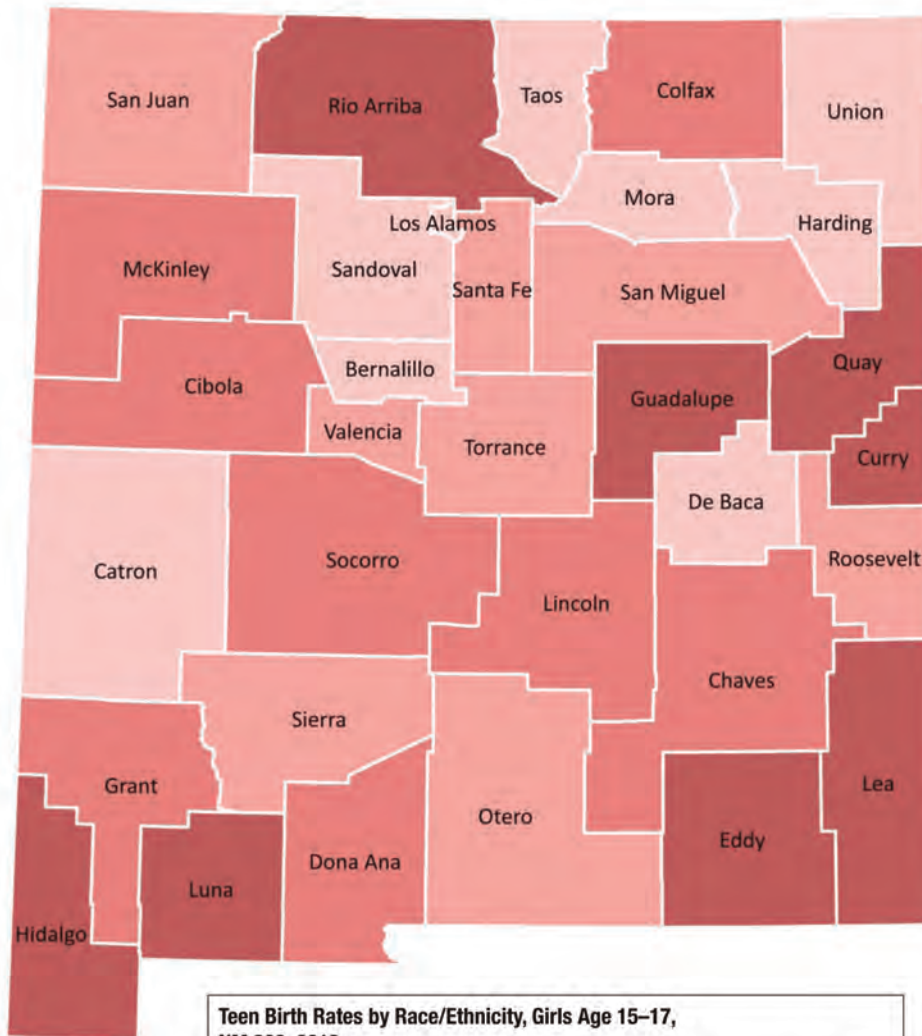 San Juan
Rio Arriba
Taos
Colfax
Union
Mora
Harding
Los Alamos
McKinley
Sandoval
Santa Fe
San Miguel
Bernalillo
Quay
Cibola
Guadalupe
Valencia
Torrance
Curry
De Baca
Catron
Socorro
Roosevelt
Lincoln
Chaves
Sierra
Grant
Otero
Lea
Eddy
Dona Ana
Luna
Hidalgo
Teen Birth Rates by Race/Ethnicity, Girls Age 15–17,